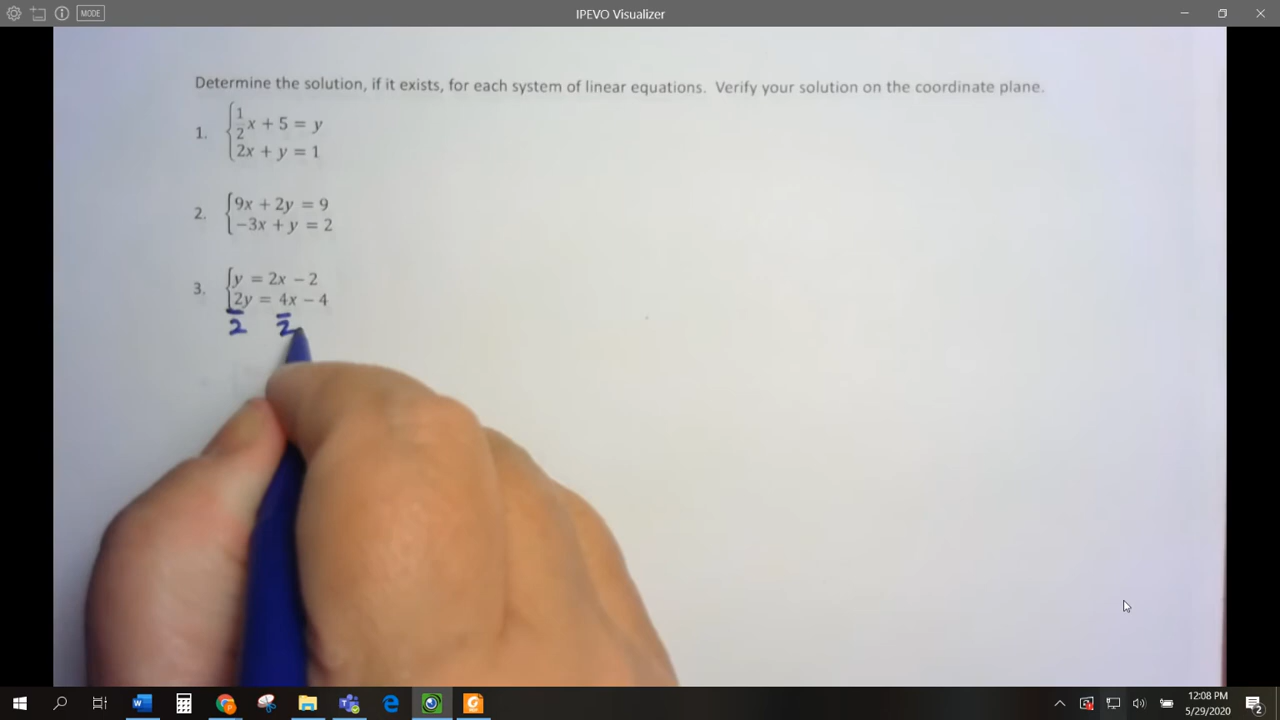 MODE
IPEVO Visualizer
Determine the solution, if it exists, for each system of linear equations. Verify your solution on the coordinate plane.
1. { 1/2 x + 5 = y
2x + y = 1
2. { 9x + 2y = 9
−3x + y = 2
3. { y = 2x − 2
2y = 4x − 4
2 2
12:08 PM
5/29/2020
2